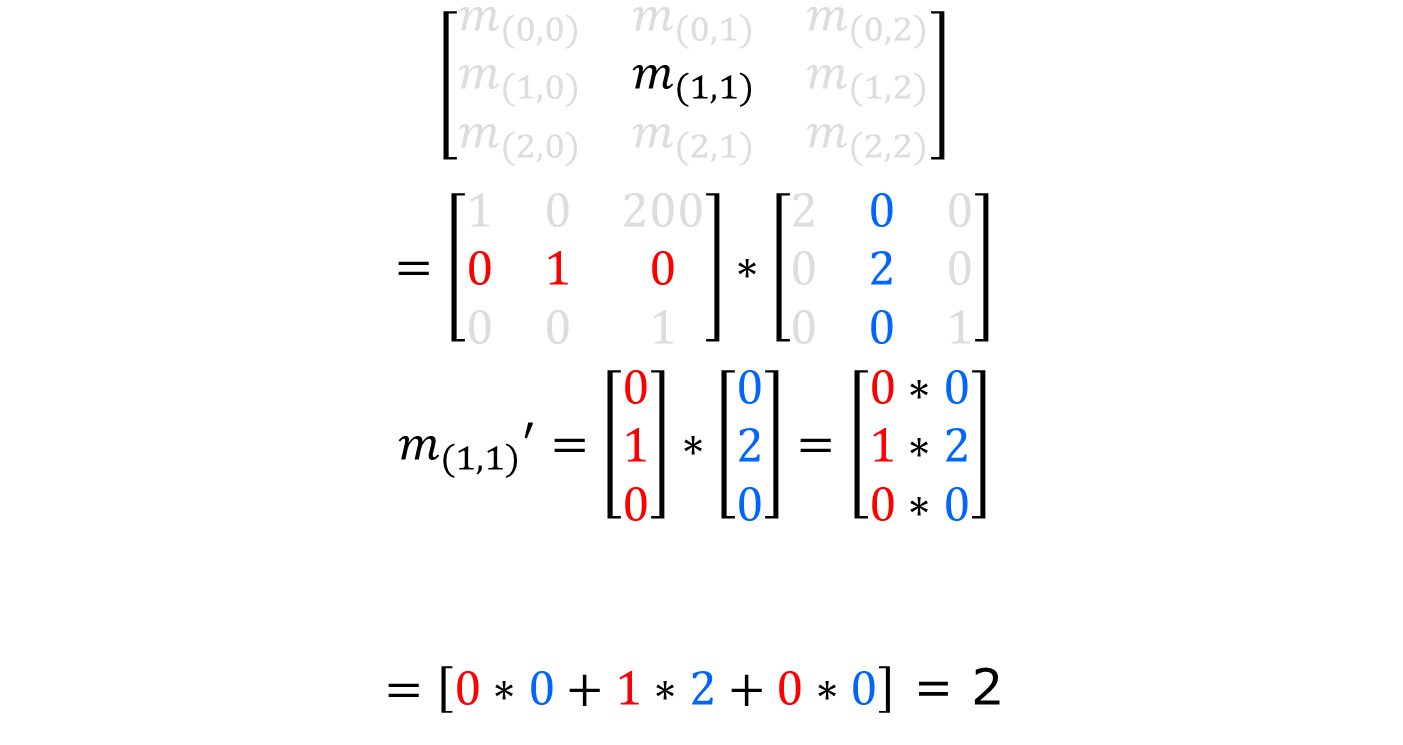 [m(0,0) m(0,1) m(0,2)
m(1,0) m(1,1) m(1,2)
m(2,0) m(2,1) m(2,2)]
[1 0 200] [2 0 0]
= [0 1 0] * [0 2 0]
[0 0 1] [0 0 1]
[0] [0] [0 * 0]
m(1,1)′ = [1] * [2] = [1 * 2]
[0] [0] [0 * 0]
= [0 * 0 + 1 * 2 + 0 * 0] = 2